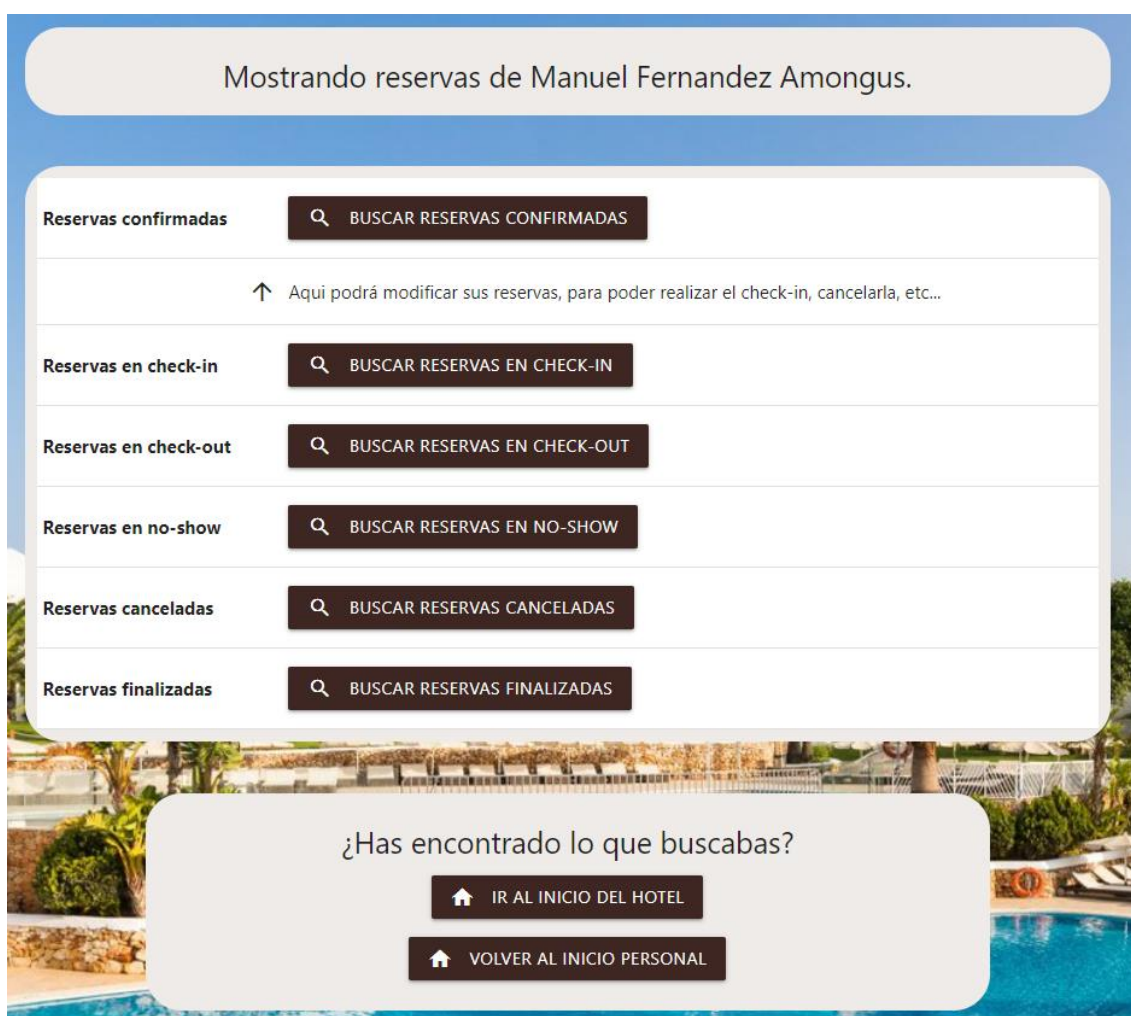 Mostrando reservas de Manuel Fernandez Amongus.
Reservas confirmadas BUSCAR RESERVAS CONFIRMADAS
Aqui podrá modificar sus reservas, para poder realizar el check-in, cancelarla, etc...
Reservas en check-in BUSCAR RESERVAS EN CHECK-IN
Reservas en check-out BUSCAR RESERVAS EN CHECK-OUT
Reservas en no-show BUSCAR RESERVAS EN NO-SHOW
Reservas canceladas BUSCAR RESERVAS CANCELADAS
Reservas finalizadas BUSCAR RESERVAS FINALIZADAS
¿Has encontrado lo que buscabas?
IR AL INICIO DEL HOTEL
VOLVER AL INICIO PERSONAL